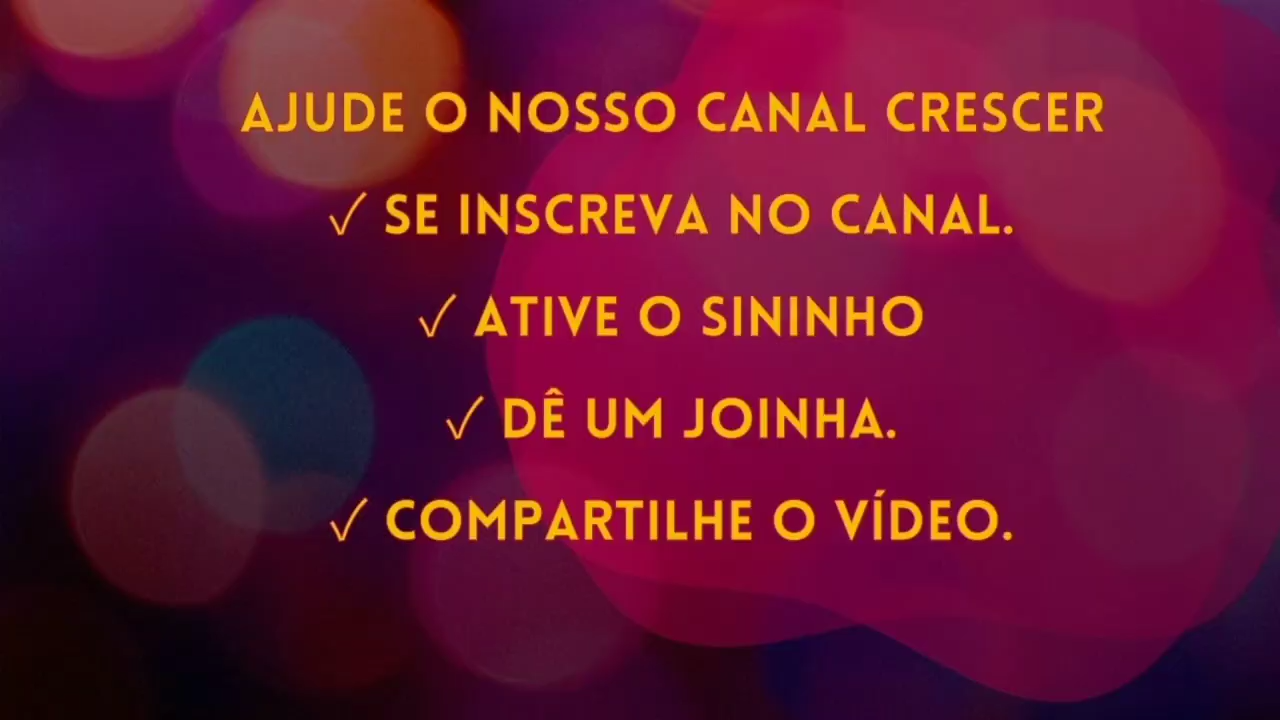 AJUDE O NOSSO CANAL CRESCER
✓ SE INSCREVA NO CANAL.
✓ ATIVE O SININHO
✓ DÊ UM JOINHA.
✓ COMPARTILHE O VÍDEO.